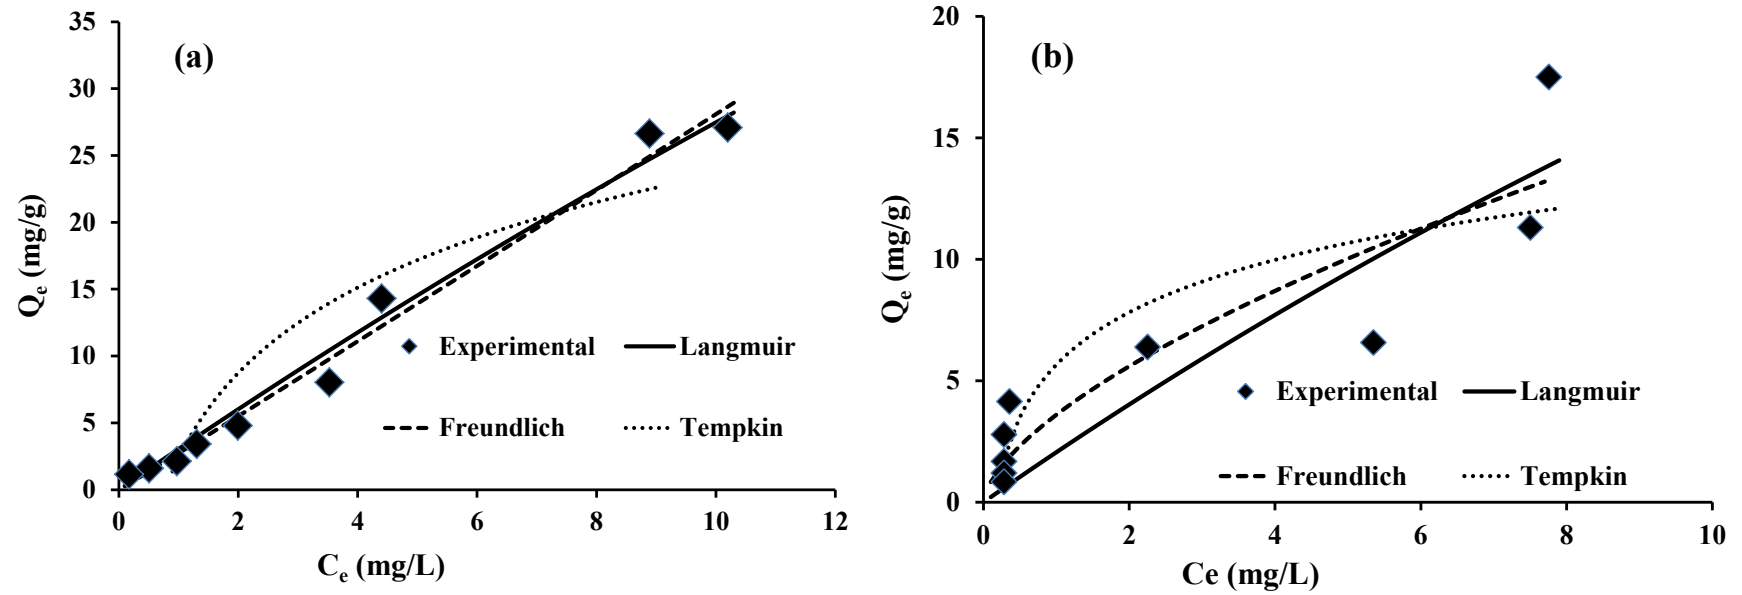 (a)
35
30
25
20
15
10
5
0
0 2 4 6 8 10 12
Qe (mg/g)
Ce (mg/L)
Experimental Langmuir
Freundlich Tempkin
(b)
20
15
10
5
0
0 2 4 6 8 10
Qe (mg/g)
Ce (mg/L)
Experimental Langmuir
Freundlich Tempkin